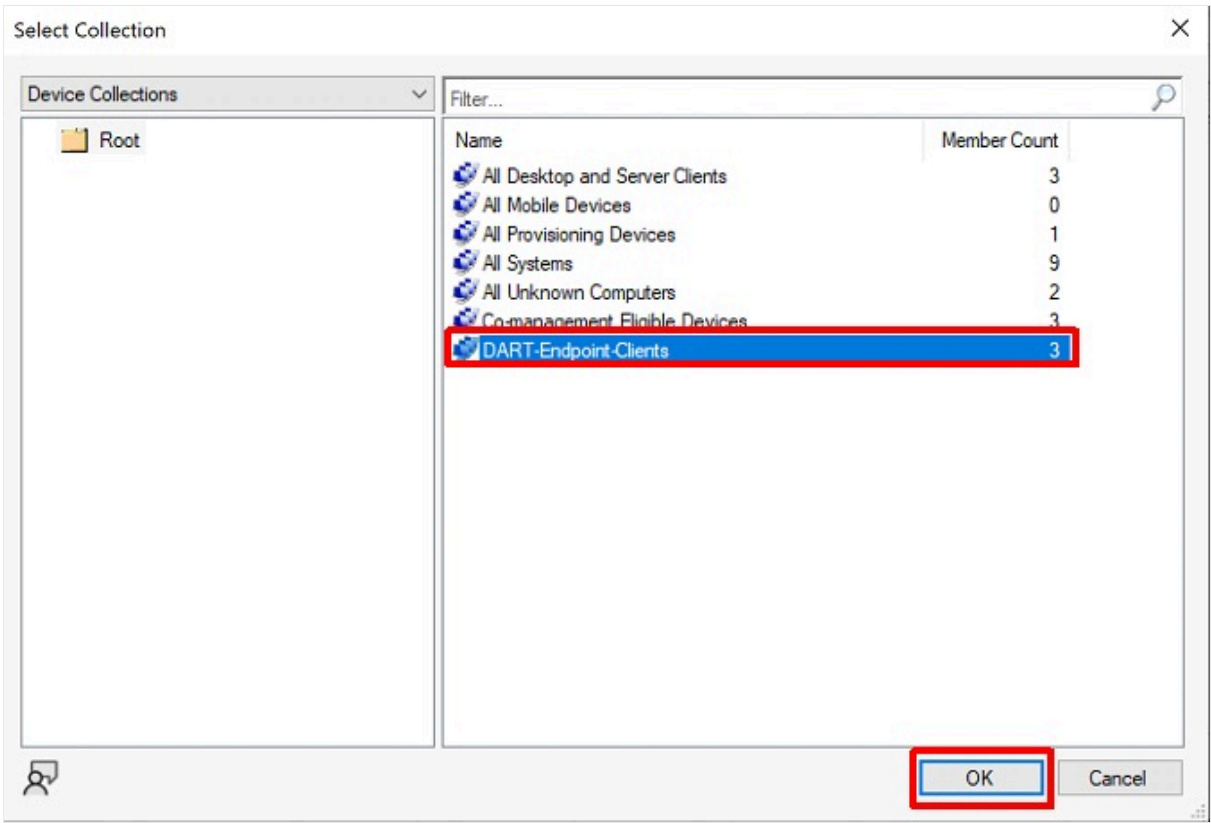 Select Collection
Device Collections
Filter...
Root
Name Member Count
All Desktop and Server Clients 3
All Mobile Devices 0
All Provisioning Devices 1
All Systems 9
All Unknown Computers 2
Co-management Eligible Devices 3
DART-Endpoint-Clients 3
OK Cancel